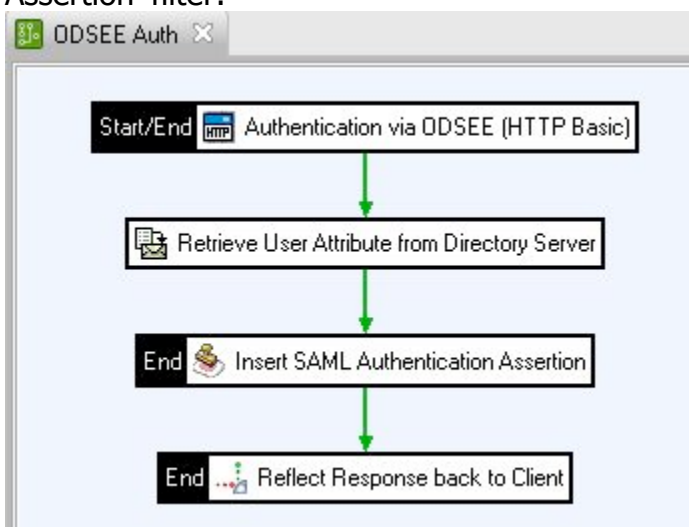 Assertion" filter:
ODSEE Auth
Start/End HTTP Authentication via ODSEE (HTTP Basic)
Retrieve User Attribute from Directory Server
End Insert SAML Authentication Assertion
End Reflect Response back to Client